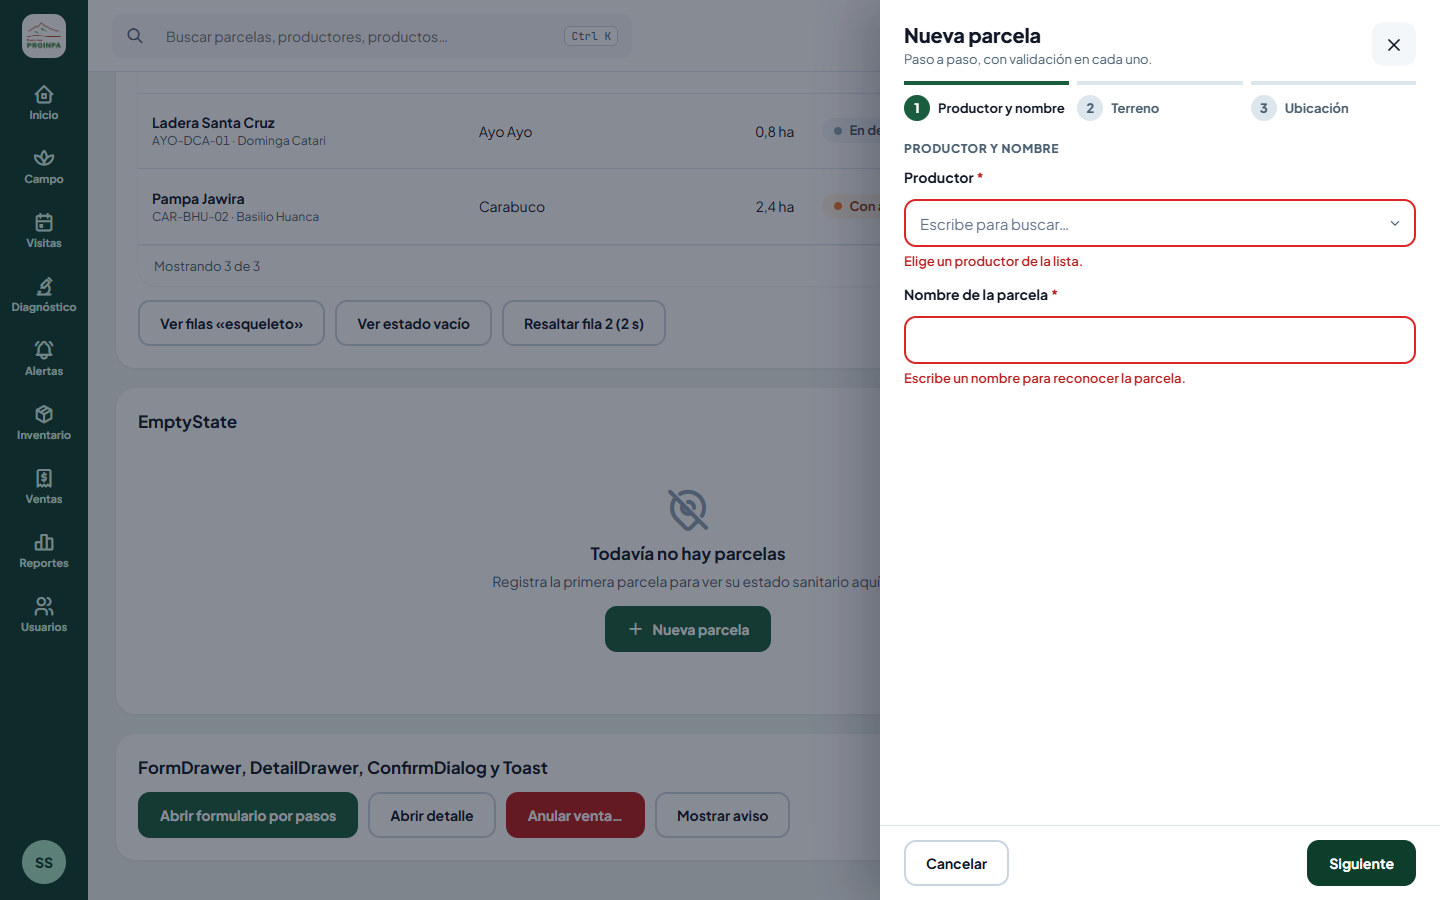 PROINPA
Inicio
Campo
Visitas
Diagnóstico
Alertas
Inventario
Ventas
Reportes
Usuarios
SS
Buscar parcelas, productores, productos...
Ctrl K
Ladera Santa Cruz
AYO-DCA-01 · Dominga Catari
Ayo Ayo
0,8 ha
En de
Pampa Jawira
CAR-BHU-02 · Basilio Huanca
Carabuco
2,4 ha
Con a
Mostrando 3 de 3
Ver filas «esqueleto»
Ver estado vacío
Resaltar fila 2 (2 s)
EmptyState
Todavía no hay parcelas
Registra la primera parcela para ver su estado sanitario aquí
Nueva parcela
FormDrawer, DetailDrawer, ConfirmDialog y Toast
Abrir formulario por pasos
Abrir detalle
Anular venta...
Mostrar aviso
Nueva parcela
Paso a paso, con validación en cada uno.
1 Productor y nombre
2 Terreno
3 Ubicación
PRODUCTOR Y NOMBRE
Productor *
Escribe para buscar...
Elige un productor de la lista.
Nombre de la parcela *
Escribe un nombre para reconocer la parcela.
Cancelar
Siguiente